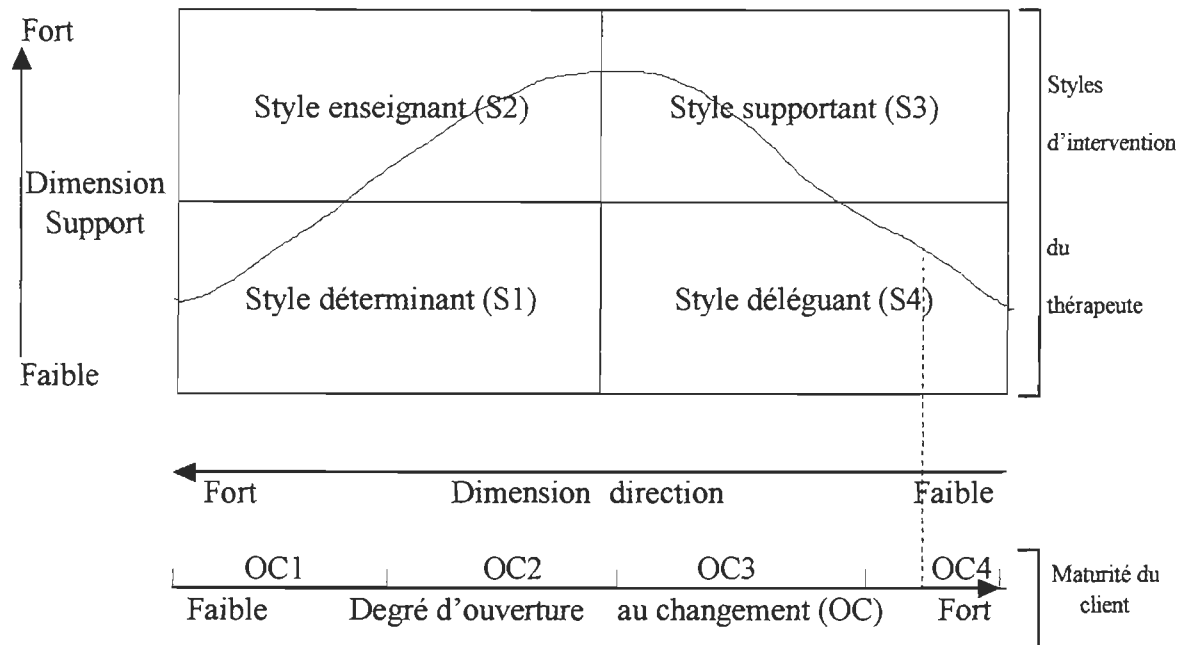 Fort
Styles
Style enseignant (S2) Style supportant (S3)
d'intervention
Dimension
Support
du
Style déterminant (S1) Style déléguant (S4)
thérapeute
Faible
Fort Dimension direction Faible
OC1 OC2 OC3 OC4
Maturité du
client
Faible Degré d'ouverture au changement (OC) Fort